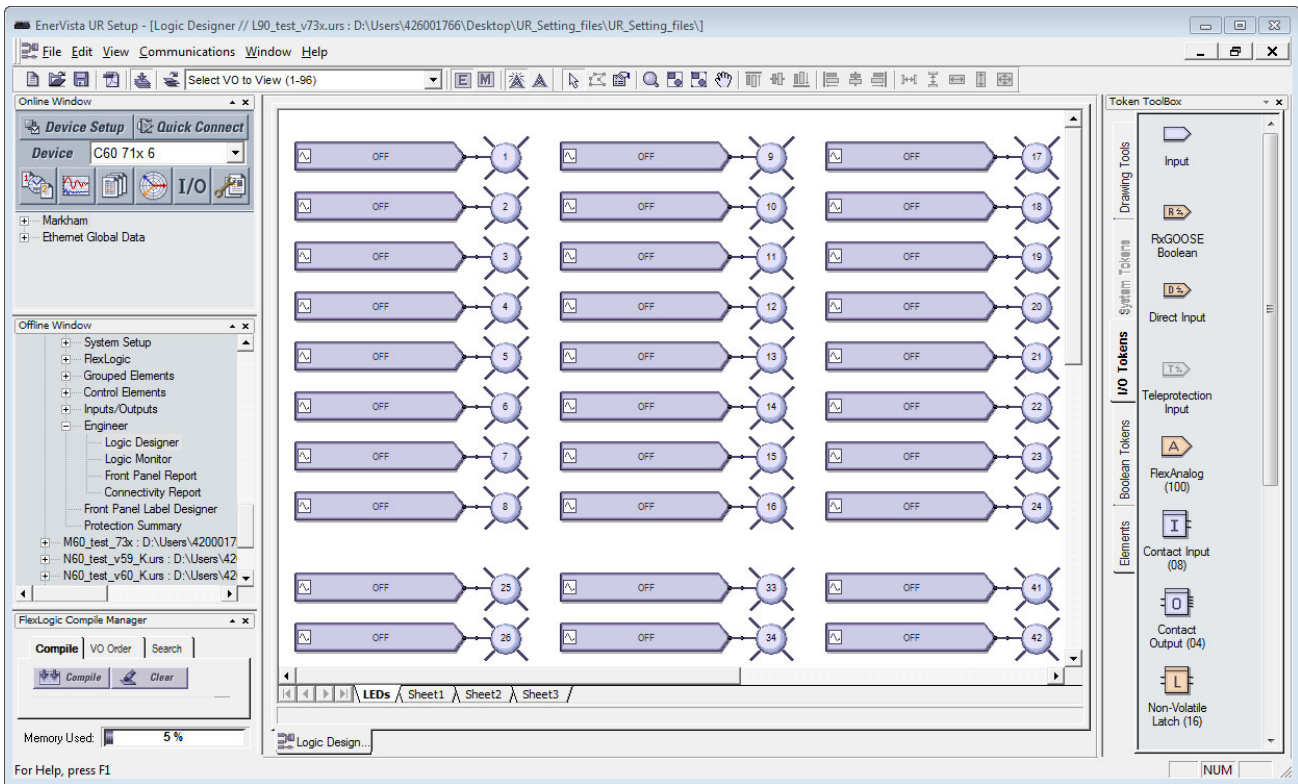 EnerVista UR Setup - [Logic Designer // L90_test_v73x.urs : D:\Users\426001766\Desktop\UR_Setting_files\UR_Setting_files\]
File Edit View Communications Window Help
Select VO to View (1-96) E M
Online Window
Device Setup Quick Connect
Device C60 71x 6
I/O
Markham
Ethernet Global Data
Offline Window
System Setup
FlexLogic
Grouped Elements
Control Elements
Inputs/Outputs
Engineer
Logic Designer
Logic Monitor
Front Panel Report
Connectivity Report
Front Panel Label Designer
Protection Summary
M60_test_73x : D:\Users\4200017
N60_test_v59_K.urs : D:\Users\42
N60_test_v60_K.urs : D:\Users\42
FlexLogic Compile Manager
Compile VO Order Search
Compile Clear
Memory Used: 5 %
OFF 1 OFF 9 OFF 17
OFF 2 OFF 10 OFF 18
OFF 3 OFF 11 OFF 19
OFF 4 OFF 12 OFF 20
OFF 5 OFF 13 OFF 21
OFF 6 OFF 14 OFF 22
OFF 7 OFF 15 OFF 23
OFF 8 OFF 16 OFF 24
OFF 25 OFF 33 OFF 41
OFF 26 OFF 34 OFF 42
LEDs Sheet1 Sheet2 Sheet3
Logic Design...
Token ToolBox
Drawing Tools
System Tokens
I/O Tokens
Boolean Tokens
Elements
Input
R
RxGOOSE
Boolean
D
Direct Input
T
Teleprotection
Input
A
FlexAnalog
(100)
I
Contact Input
(08)
O
Contact
Output (04)
L
Non-Volatile
Latch (16)
For Help, press F1
NUM